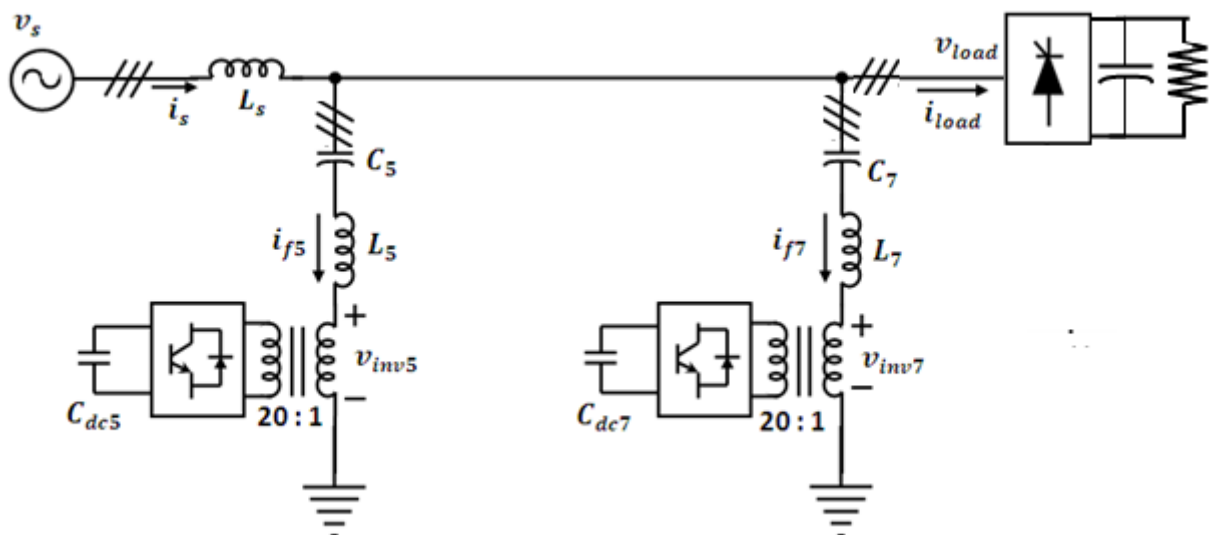 v_s
i_s
L_s
v_load
i_load
C_5
C_7
i_f5
L_5
i_f7
L_7
C_dc5
20:1
v_inv5
C_dc7
20:1
v_inv7